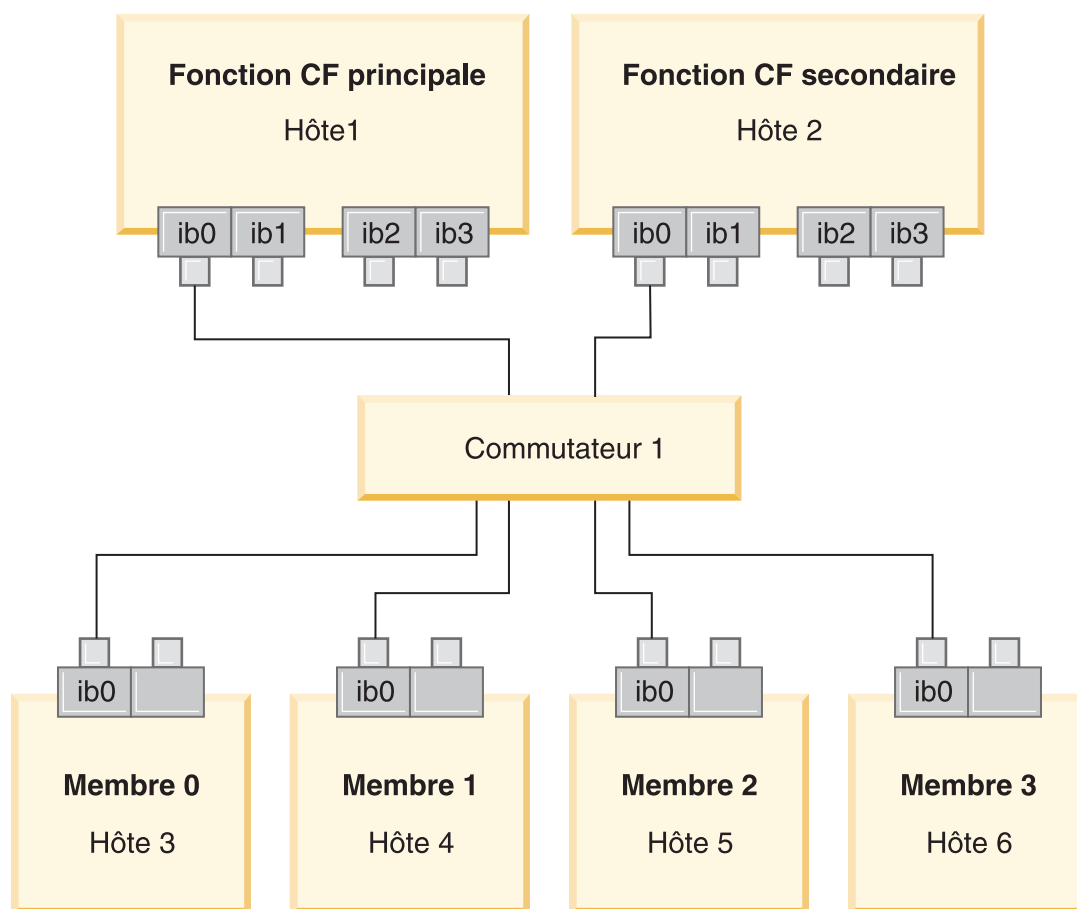 Fonction CF principale
Hôte1
Fonction CF secondaire
Hôte 2
ib0 ib1 ib2 ib3
ib0 ib1 ib2 ib3
Commutateur 1
ib0
ib0
ib0
ib0
Membre 0
Hôte 3
Membre 1
Hôte 4
Membre 2
Hôte 5
Membre 3
Hôte 6